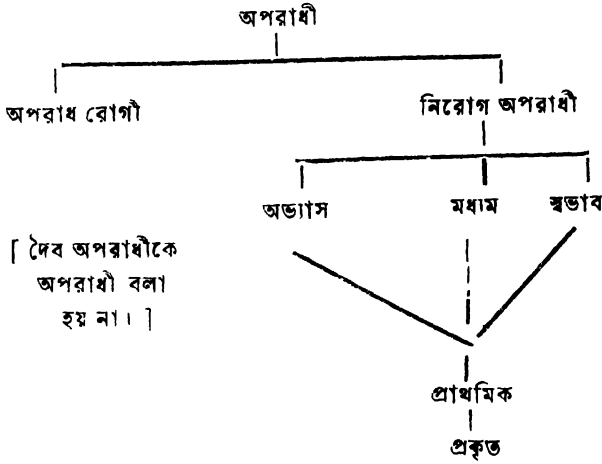 অপরাধী
অপরাধ রোগী নিরোগ অপরাধী
অভ্যাস মধ্যম স্বভাব
[ দৈব অপরাধীকে
অপরাধী বলা
হয় না। ]
প্রাথমিক
প্রকৃত